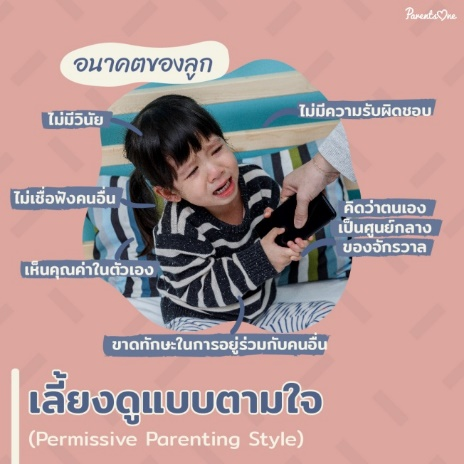 ParentsOne
อนาคตของลูก
ไม่มีวินัย
ไม่มีความรับผิดชอบ
ไม่เชื่อฟังคนอื่น
คิดว่าตนเอง
เป็นศูนย์กลาง
ของจักรวาล
เห็นคุณค่าในตัวเอง
ขาดทักษะในการอยู่ร่วมกับคนอื่น
เลี้ยงดูแบบตามใจ
(Permissive Parenting Style)